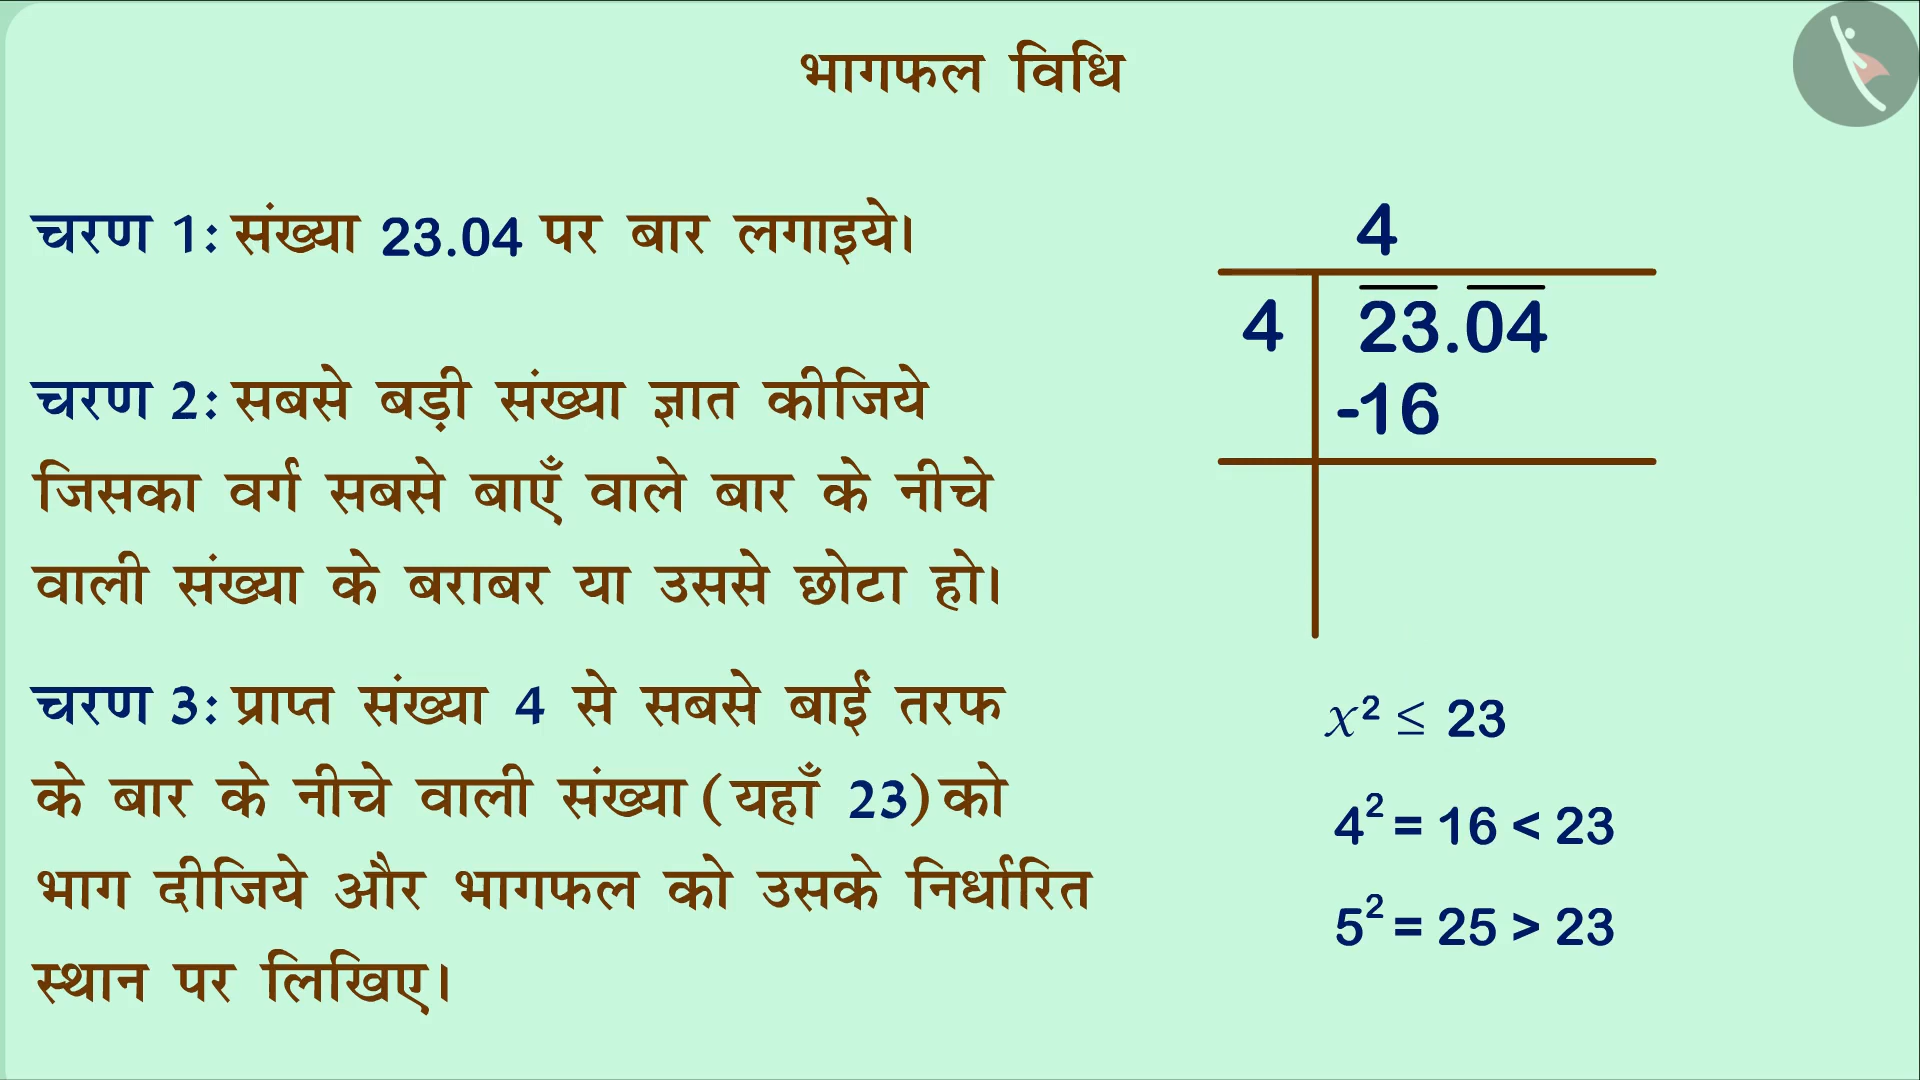 भागफल विधि
चरण 1: संख्या 23.04 पर बार लगाइये।
चरण 2: सबसे बड़ी संख्या ज्ञात कीजिये
जिसका वर्ग सबसे बाएँ वाले बार के नीचे
वाली संख्या के बराबर या उससे छोटा हो।
चरण 3: प्राप्त संख्या 4 से सबसे बाईं तरफ
के बार के नीचे वाली संख्या (यहाँ 23) को
भाग दीजिये और भागफल को उसके निर्धारित
स्थान पर लिखिए।
4
4 23.04
-16
x² ≤ 23
4² = 16 < 23
5² = 25 > 23